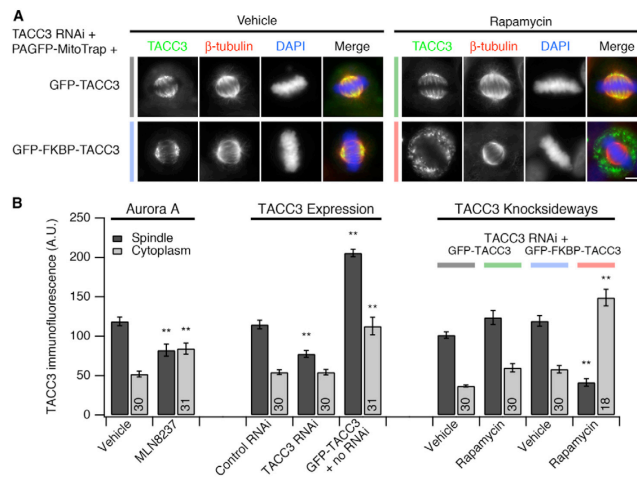 A
Vehicle
Rapamycin
TACC3 RNAi +
PAGFP-MitoTrap +
TACC3 β-tubulin DAPI Merge
TACC3 β-tubulin DAPI Merge
GFP-TACC3
GFP-FKBP-TACC3
B
Aurora A
TACC3 Expression
TACC3 Knocksideways
TACC3 immunofluorescence (A.U.)
250
200
150
100
50
0
Spindle
Cytoplasm
TACC3 RNAi +
GFP-TACC3 GFP-FKBP-TACC3
** ** ** ** ** ** **
30 31 30 30 31 30 30 30 18
Vehicle
MLN8237
Control RNAi
TACC3 RNAi
GFP-TACC3
+ no RNAi
Vehicle
Rapamycin
Vehicle
Rapamycin